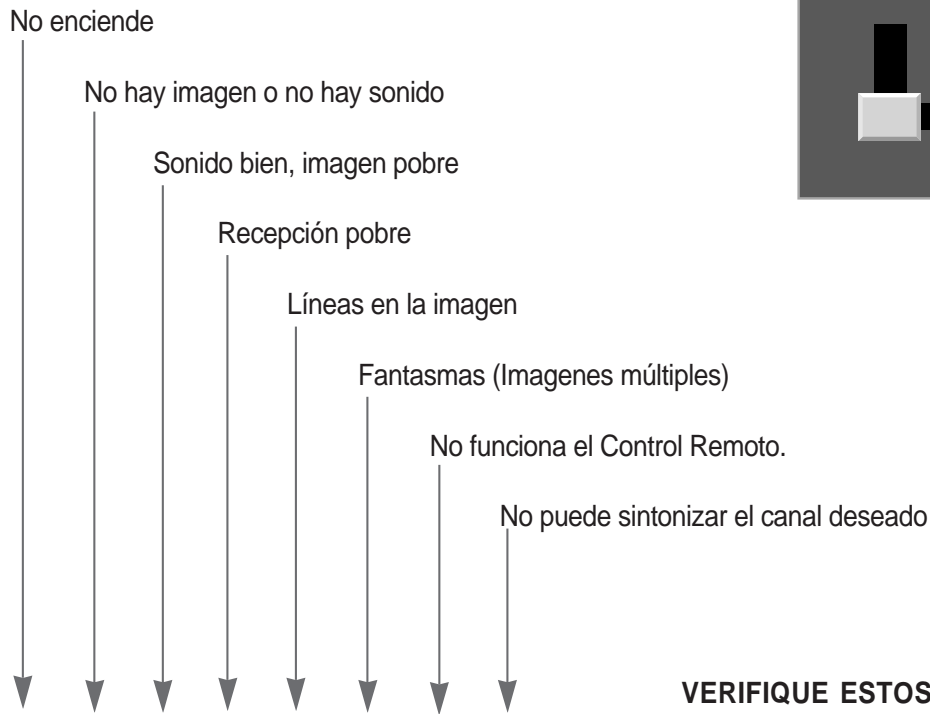 No enciende
No hay imagen o no hay sonido
Sonido bien, imagen pobre
Recepción pobre
Líneas en la imagen
Fantasmas (Imagenes múltiples)
No funciona el Control Remoto.
No puede sintonizar el canal deseado
VERIFIQUE ESTOS